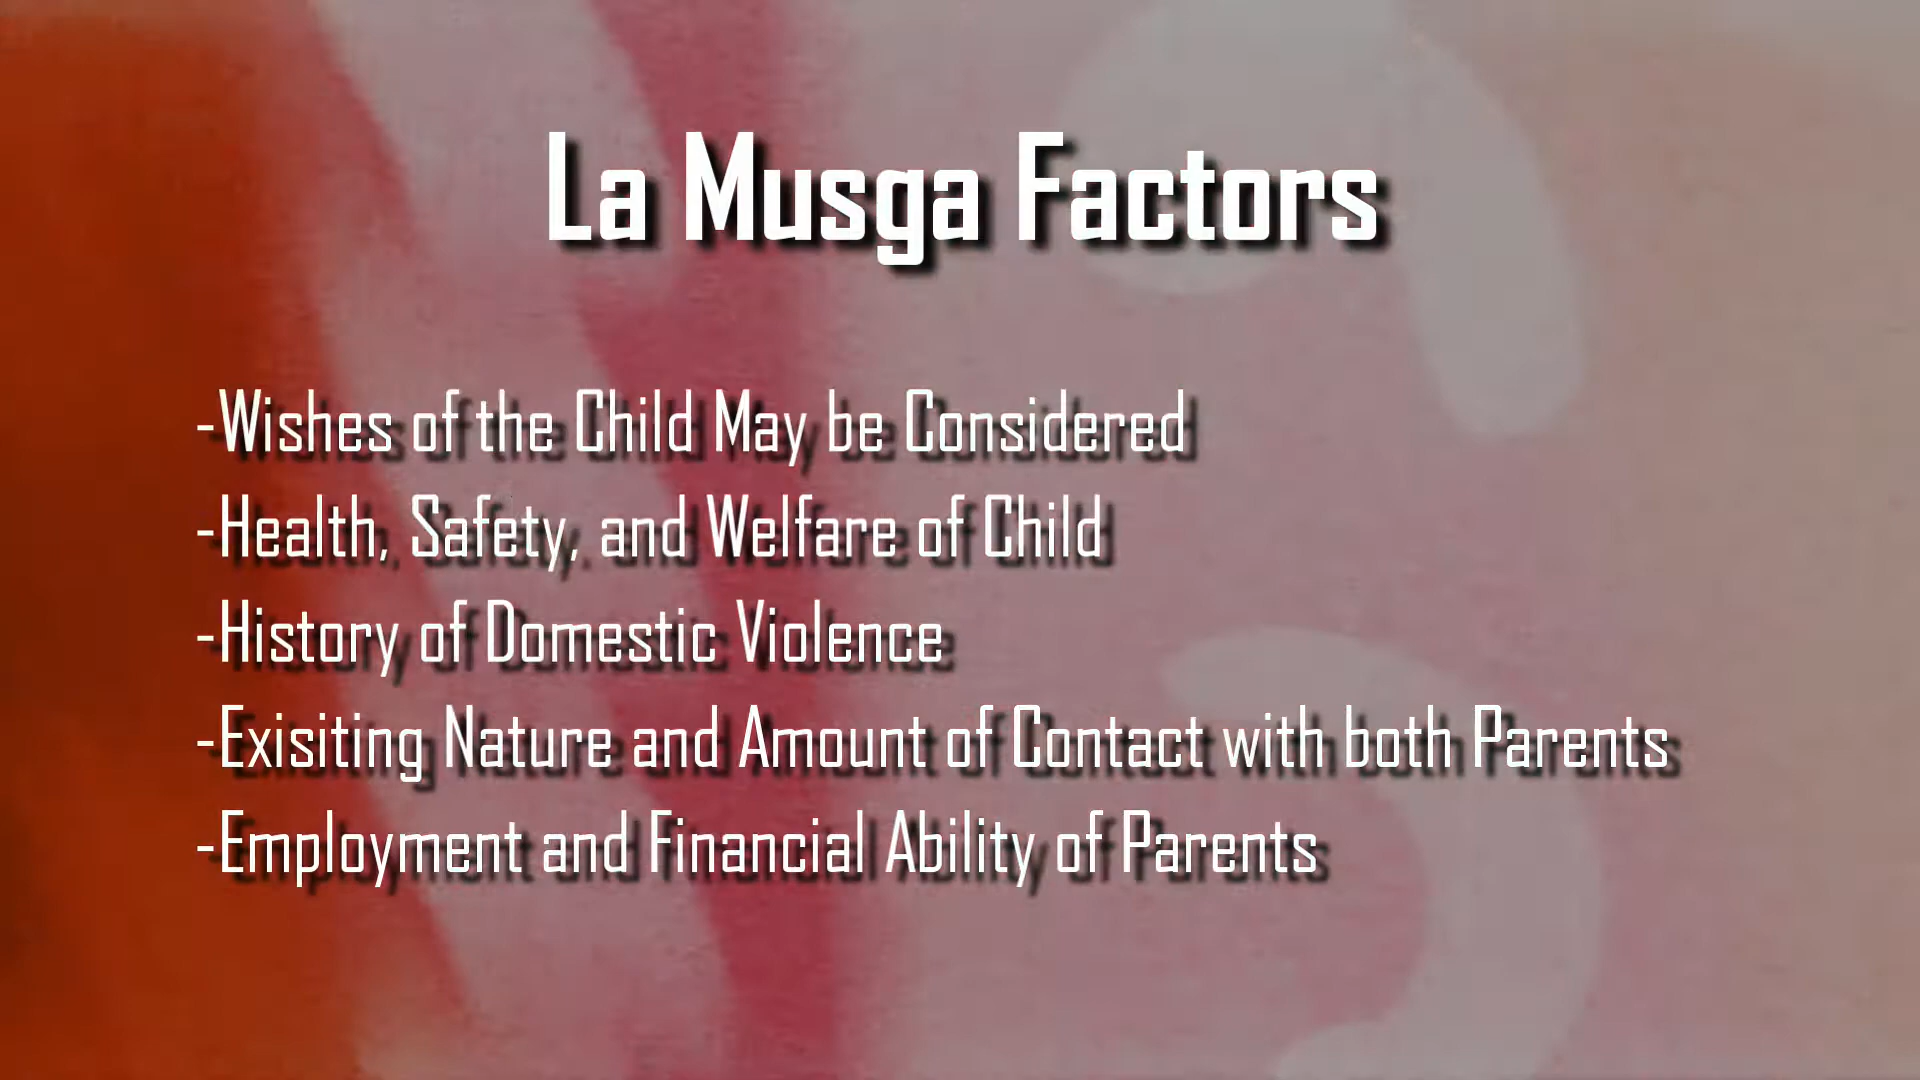 La Musga Factors
-Wishes of the Child May be Considered
-Health, Safety, and Welfare of Child
-History of Domestic Violence
-Exisiting Nature and Amount of Contact with both Parents
-Employment and Financial Ability of Parents